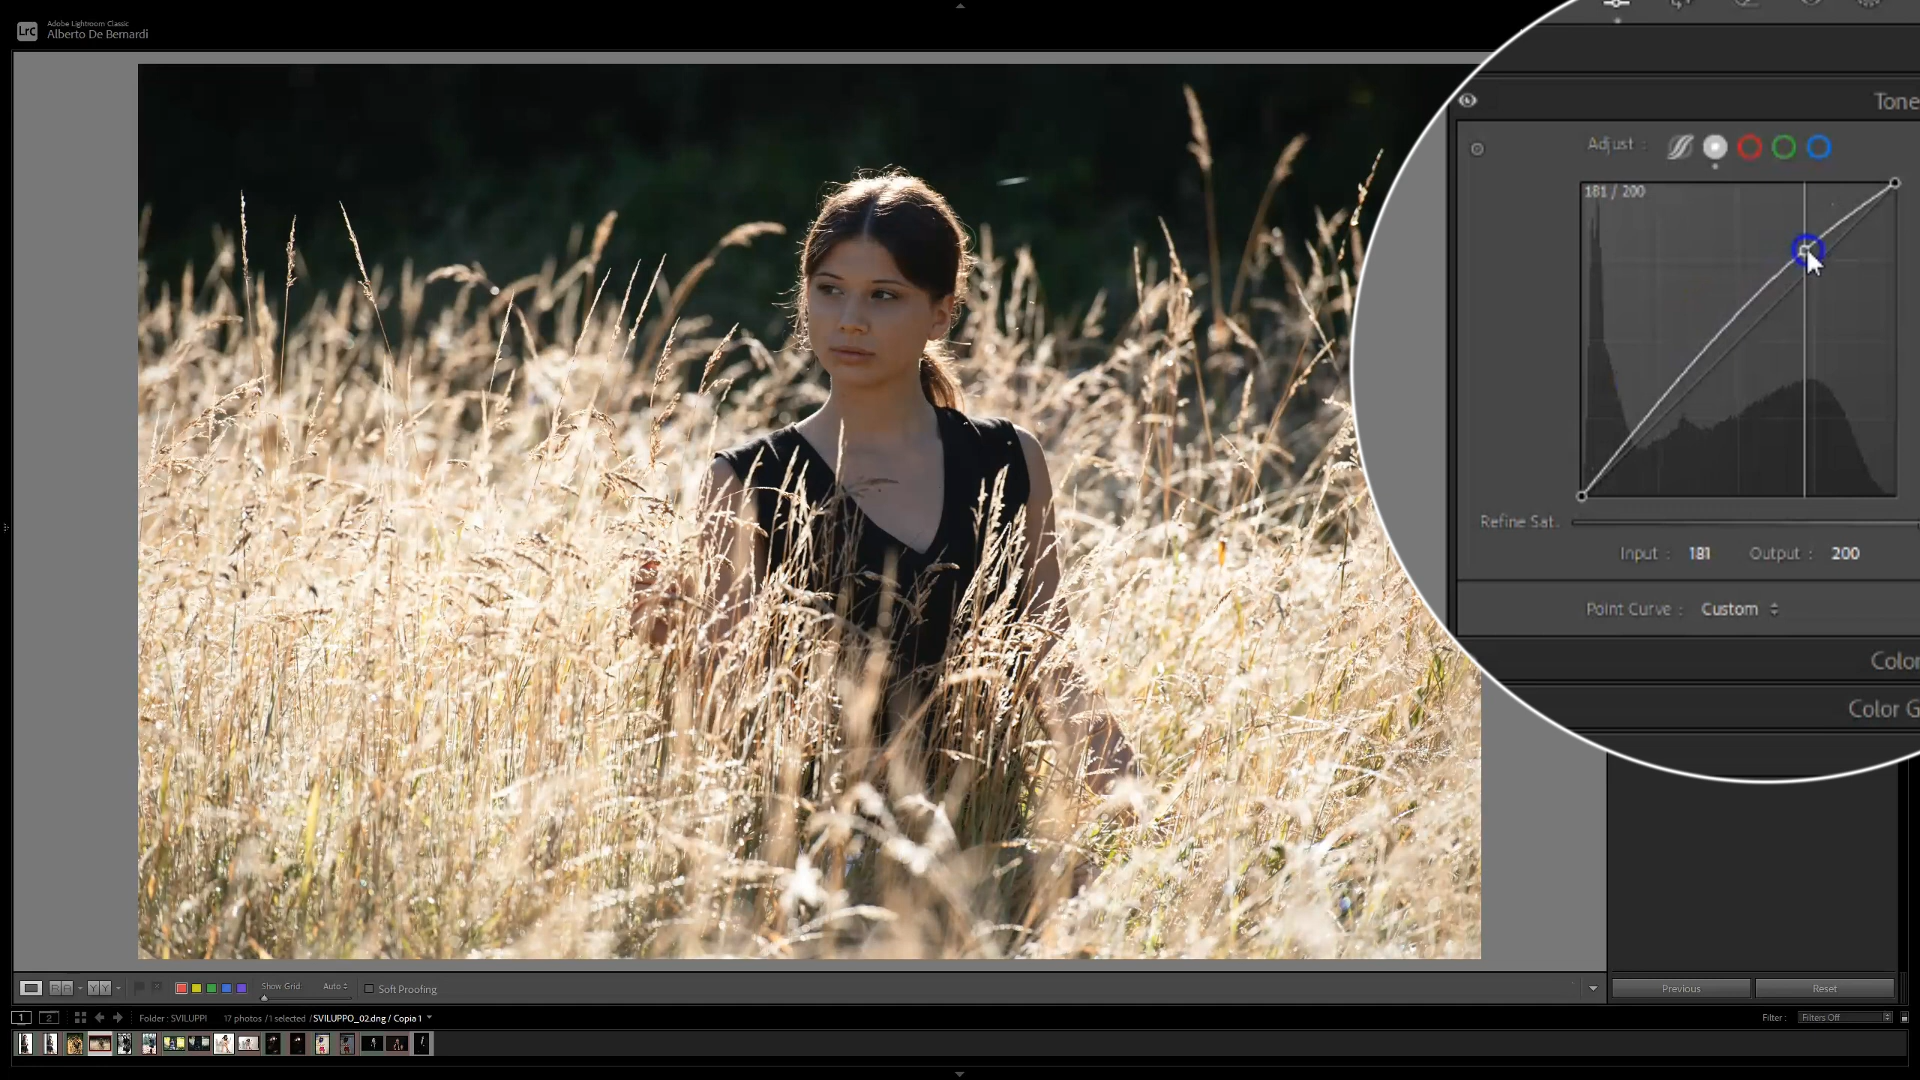 Adobe Lightroom Classic
LrC
Alberto De Bernardi
Tone
Adjust :
181 / 200
Refine Sat.
Input : 181 Output : 200
Point Curve : Custom
Color
Color G
Show Grid: Auto
Soft Proofing
Previous
Reset
1 2
Folder : SVILUPPI 17 photos / 1 selected / SVILUPPO_02.dng / Copia 1
Filter : Filters Off